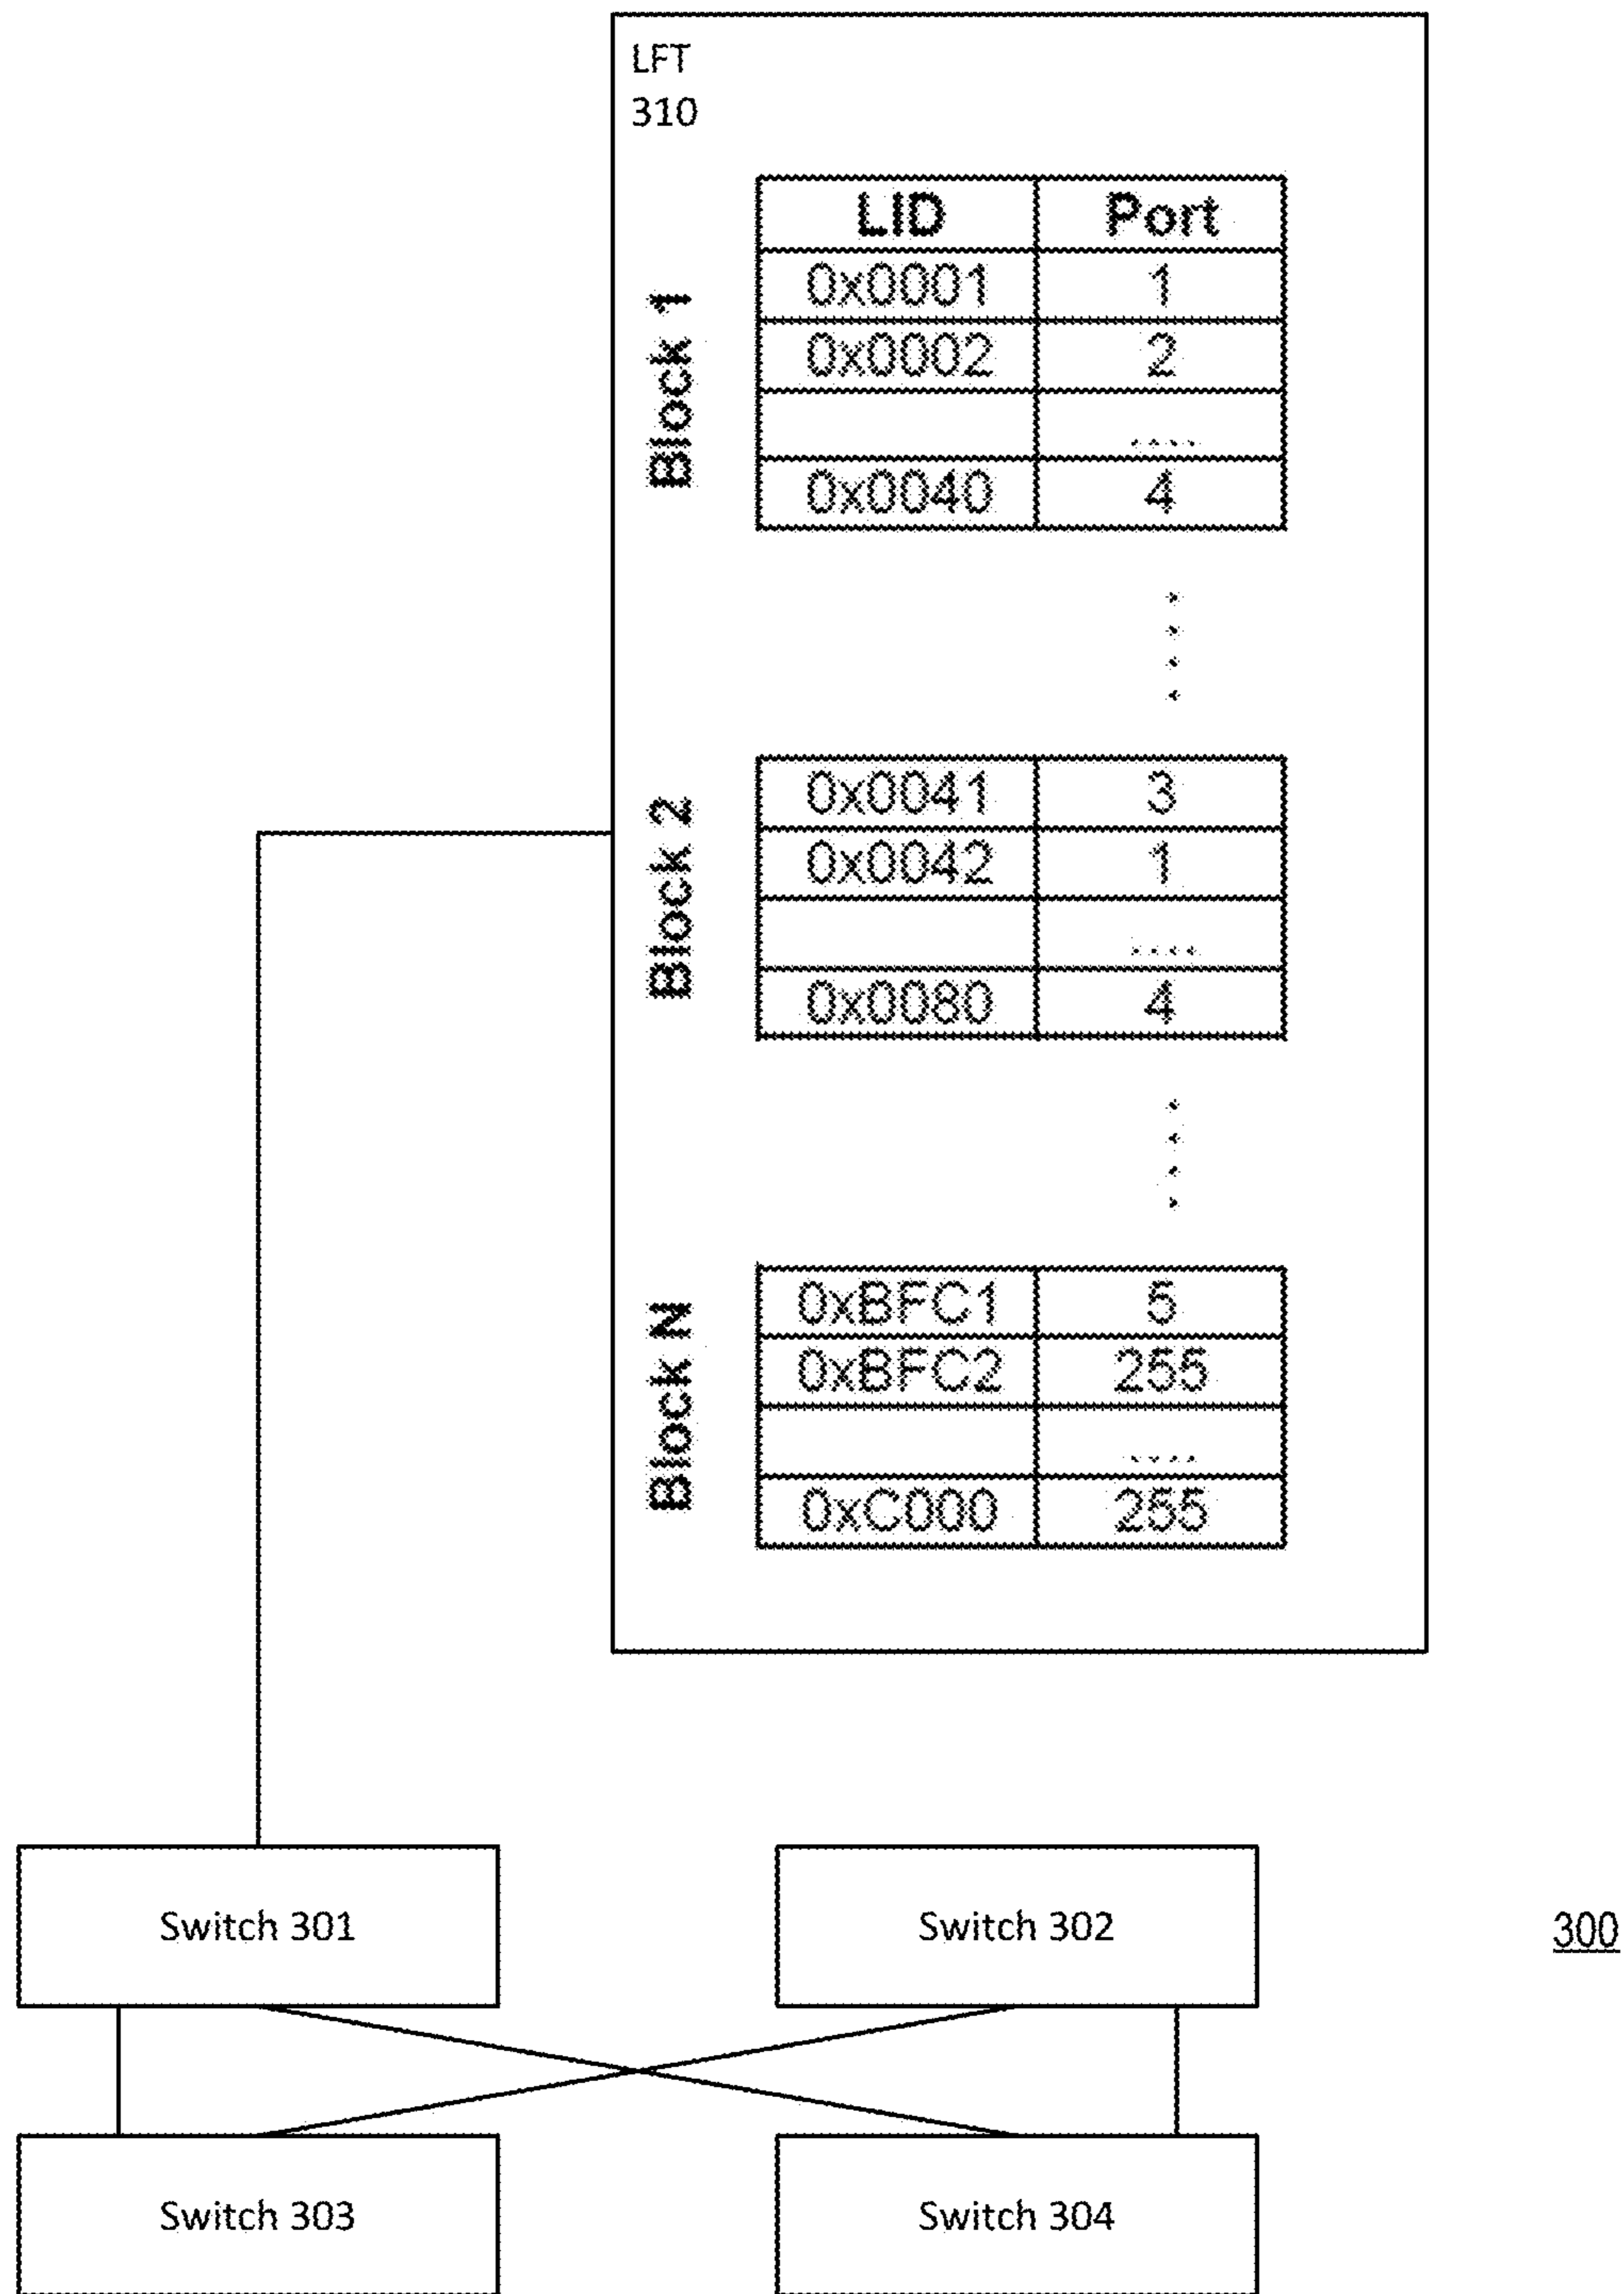 LFT
310
LID Port
Block 1
0x0001 1
0x0002 2
....
0x0040 4
Block 2
0x0041 3
0x0042 1
....
0x0080 4
Block N
0xBFC1 5
0xBFC2 255
....
0xC000 255
Switch 301 Switch 302
300
Switch 303 Switch 304